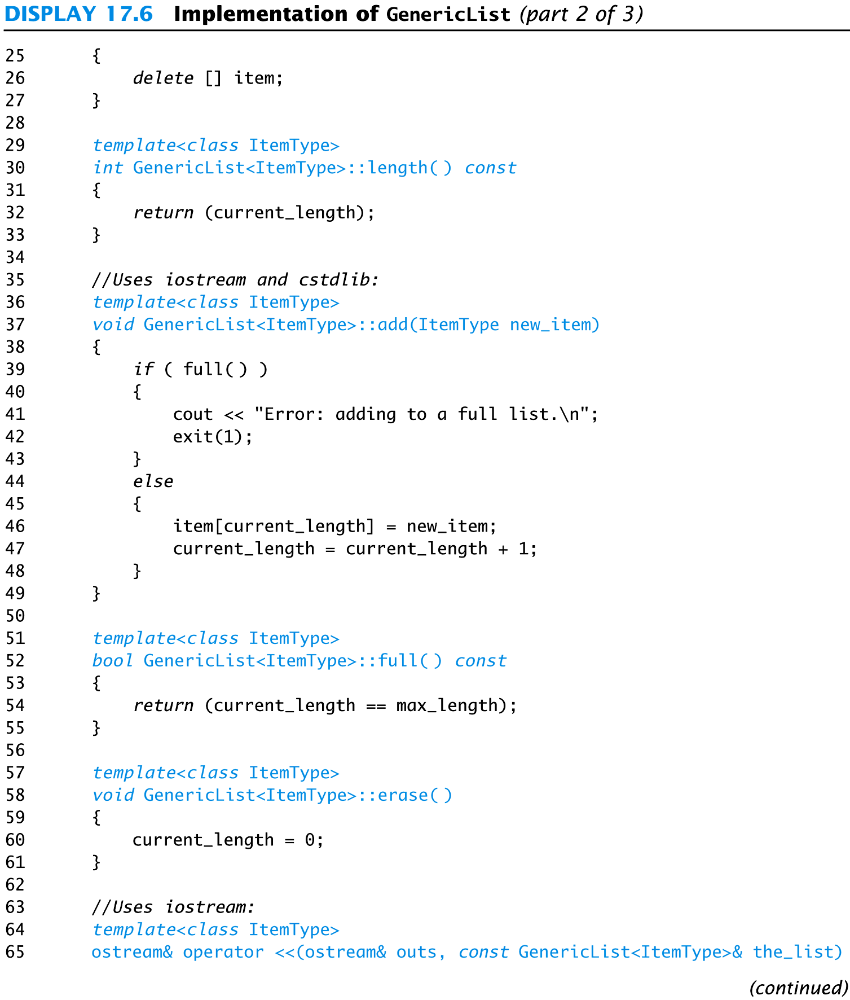 DISPLAY 17.6 Implementation of GenericList (part 2 of 3)
25 {
26 delete [] item;
27 }
28
29 template<class ItemType>
30 int GenericList<ItemType>::length( ) const
31 {
32 return (current_length);
33 }
34
35 //Uses iostream and cstdlib:
36 template<class ItemType>
37 void GenericList<ItemType>::add(ItemType new_item)
38 {
39 if ( full( ) )
40 {
41 cout << "Error: adding to a full list.\n";
42 exit(1);
43 }
44 else
45 {
46 item[current_length] = new_item;
47 current_length = current_length + 1;
48 }
49 }
50
51 template<class ItemType>
52 bool GenericList<ItemType>::full( ) const
53 {
54 return (current_length == max_length);
55 }
56
57 template<class ItemType>
58 void GenericList<ItemType>::erase( )
59 {
60 current_length = 0;
61 }
62
63 //Uses iostream:
64 template<class ItemType>
65 ostream& operator <<(ostream& outs, const GenericList<ItemType>& the_list)
(continued)